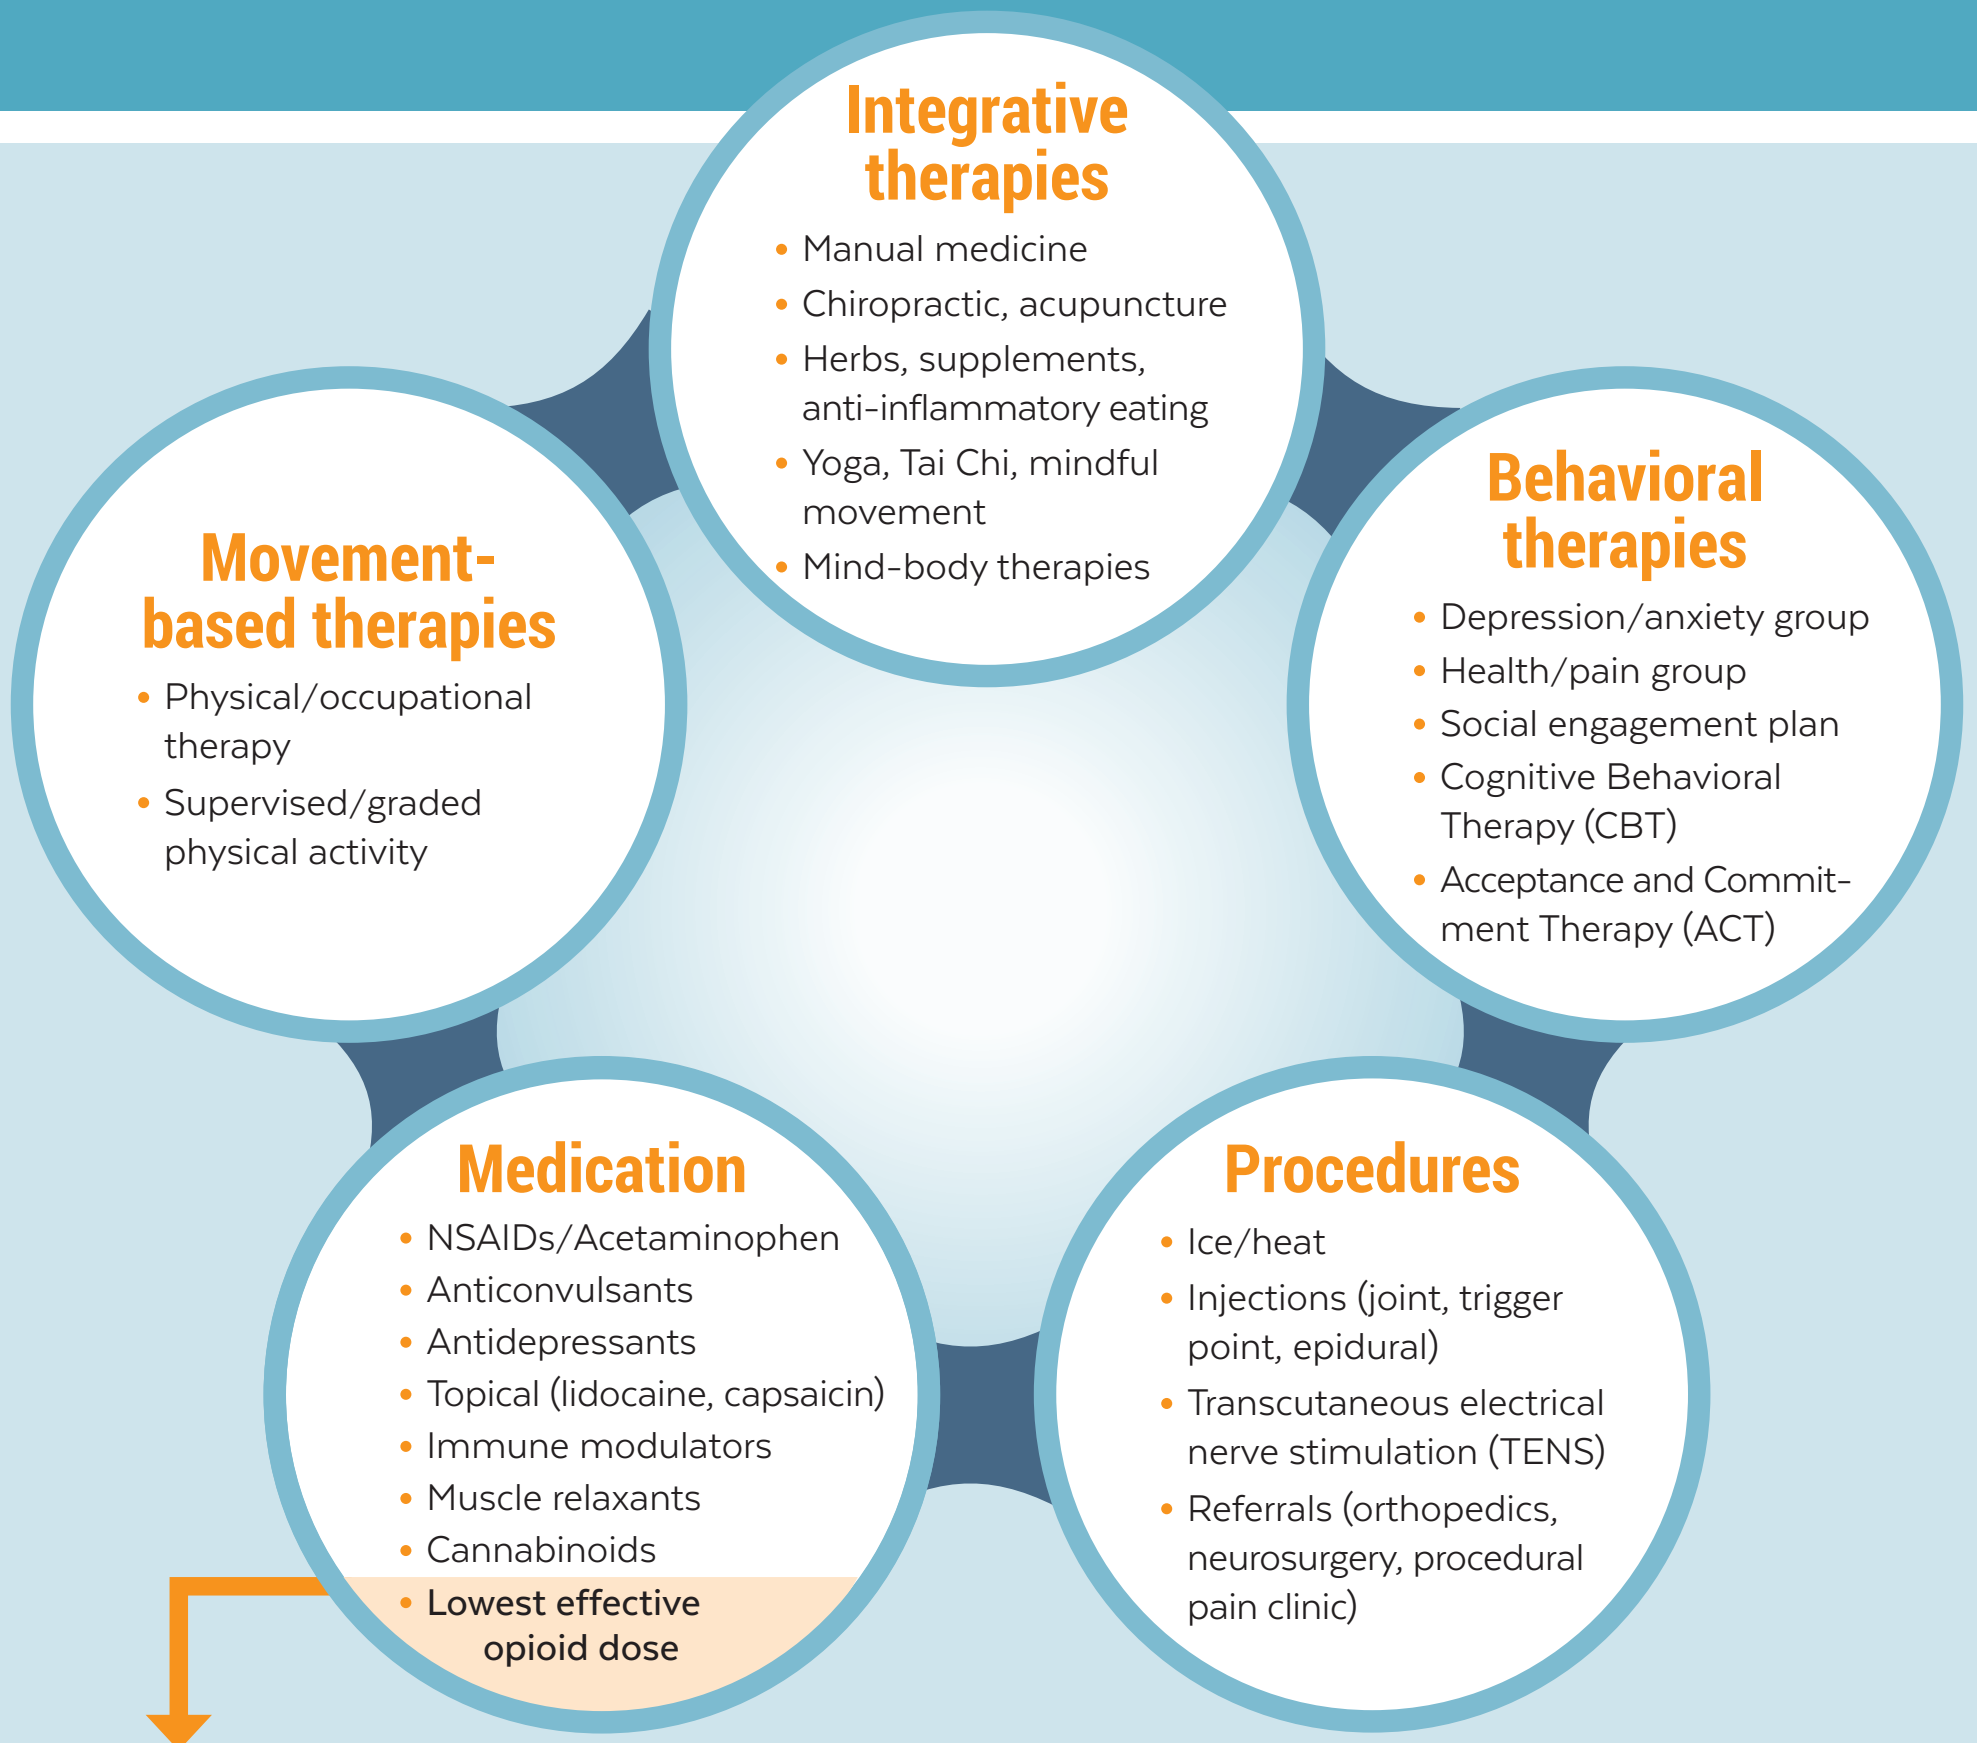 Integrative
therapies
• Manual medicine
• Chiropractic, acupuncture
• Herbs, supplements,
anti-inflammatory eating
• Yoga, Tai Chi, mindful
movement
• Mind-body therapies
Behavioral
therapies
• Depression/anxiety group
• Health/pain group
• Social engagement plan
• Cognitive Behavioral
Therapy (CBT)
• Acceptance and Commit-
ment Therapy (ACT)
Movement-
based therapies
• Physical/occupational
therapy
• Supervised/graded
physical activity
Medication
• NSAIDs/Acetaminophen
• Anticonvulsants
• Antidepressants
• Topical (lidocaine, capsaicin)
• Immune modulators
• Muscle relaxants
• Cannabinoids
• Lowest effective
opioid dose
Procedures
• Ice/heat
• Injections (joint, trigger
point, epidural)
• Transcutaneous electrical
nerve stimulation (TENS)
• Referrals (orthopedics,
neurosurgery, procedural
pain clinic)